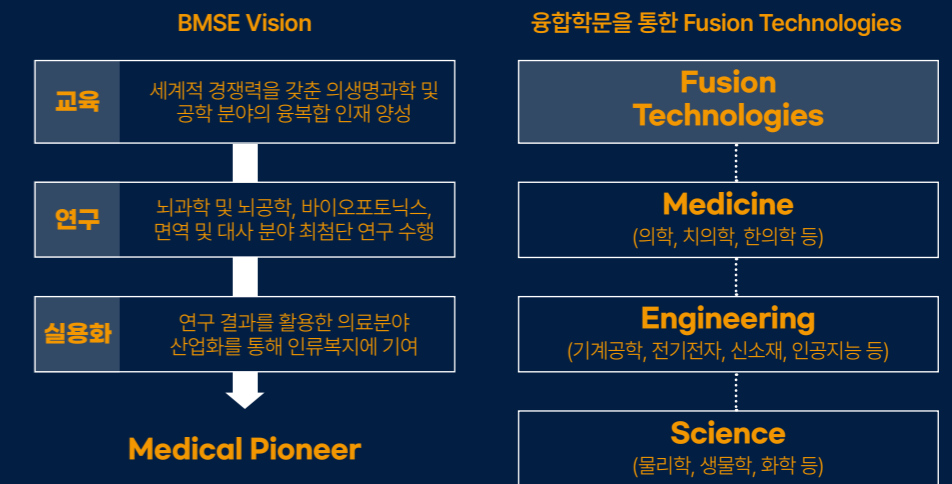 BMSE Vision
교육
세계적 경쟁력을 갖춘 의생명과학 및
공학 분야의 융복합 인재 양성
연구
뇌과학 및 뇌공학, 바이오포토닉스,
면역 및 대사 분야 최첨단 연구 수행
실용화
연구 결과를 활용한 의료분야
산업화를 통해 인류복지에 기여
Medical Pioneer
융합학문을 통한 Fusion Technologies
Fusion
Technologies
Medicine
(의학, 치의학, 한의학 등)
Engineering
(기계공학, 전기전자, 신소재, 인공지능 등)
Science
(물리학, 생물학, 화학 등)